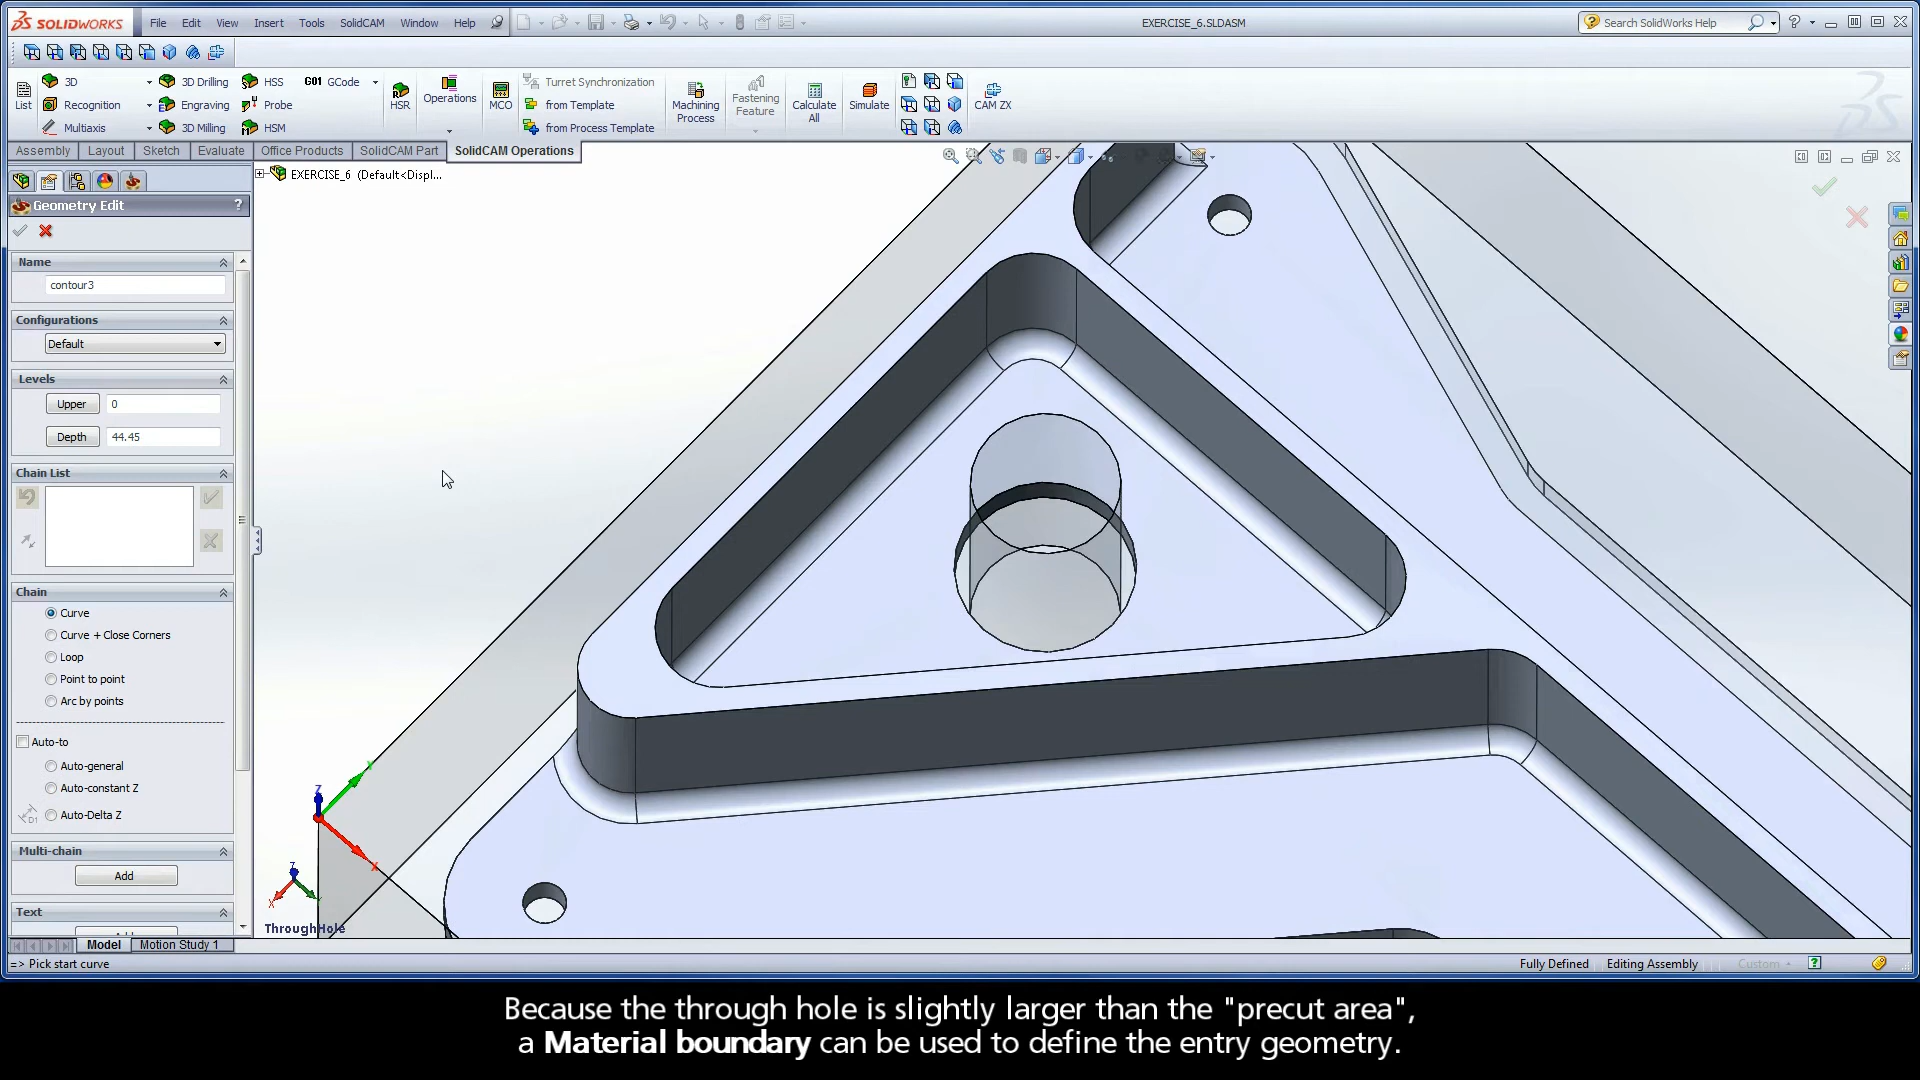 SOLIDWORKS
File Edit View Insert Tools SolidCAM Window Help
EXERCISE_6.SLDASM
Search SolidWorks Help
3D
Recognition
Multiaxis
3D Drilling
Engraving
3D Milling
HSS
Probe
HSM
G01 GCode
List
HSR
Operations
MCO
Turret Synchronization
from Template
from Process Template
Machining Process
Fastening Feature
Calculate All
Simulate
CAM ZX
Assembly Layout Sketch Evaluate Office Products SolidCAM Part SolidCAM Operations
EXERCISE_6 (Default<Displ...
Geometry Edit ?
Name
contour3
Configurations
Default
Levels
Upper 0
Depth 44.45
Chain List
Chain
Curve
Curve + Close Corners
Loop
Point to point
Arc by points
Auto-to
Auto-general
Auto-constant Z
Auto-Delta Z
Multi-chain
Add
Text
Z
X
Z
X
ThroughHole
Model Motion Study 1
=> Pick start curve
Fully Defined Editing Assembly Custom
Because the through hole is slightly larger than the "precut area",
a Material boundary can be used to define the entry geometry.